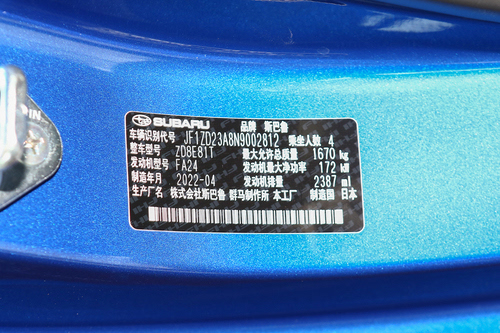 PIN
SUBARU 品牌 斯巴鲁
车辆识别代号 JF1ZD23A8N9002812 乘坐人数 4
整车型号 ZD8E81T 最大允许总质量 1670 kg
发动机型号 FA24 发动机最大净功率 172 kW
制造年月 2022-04 发动机排量 2387 ml
生产厂名 株式会社斯巴鲁 群马制作所 本工厂 制造国 日本